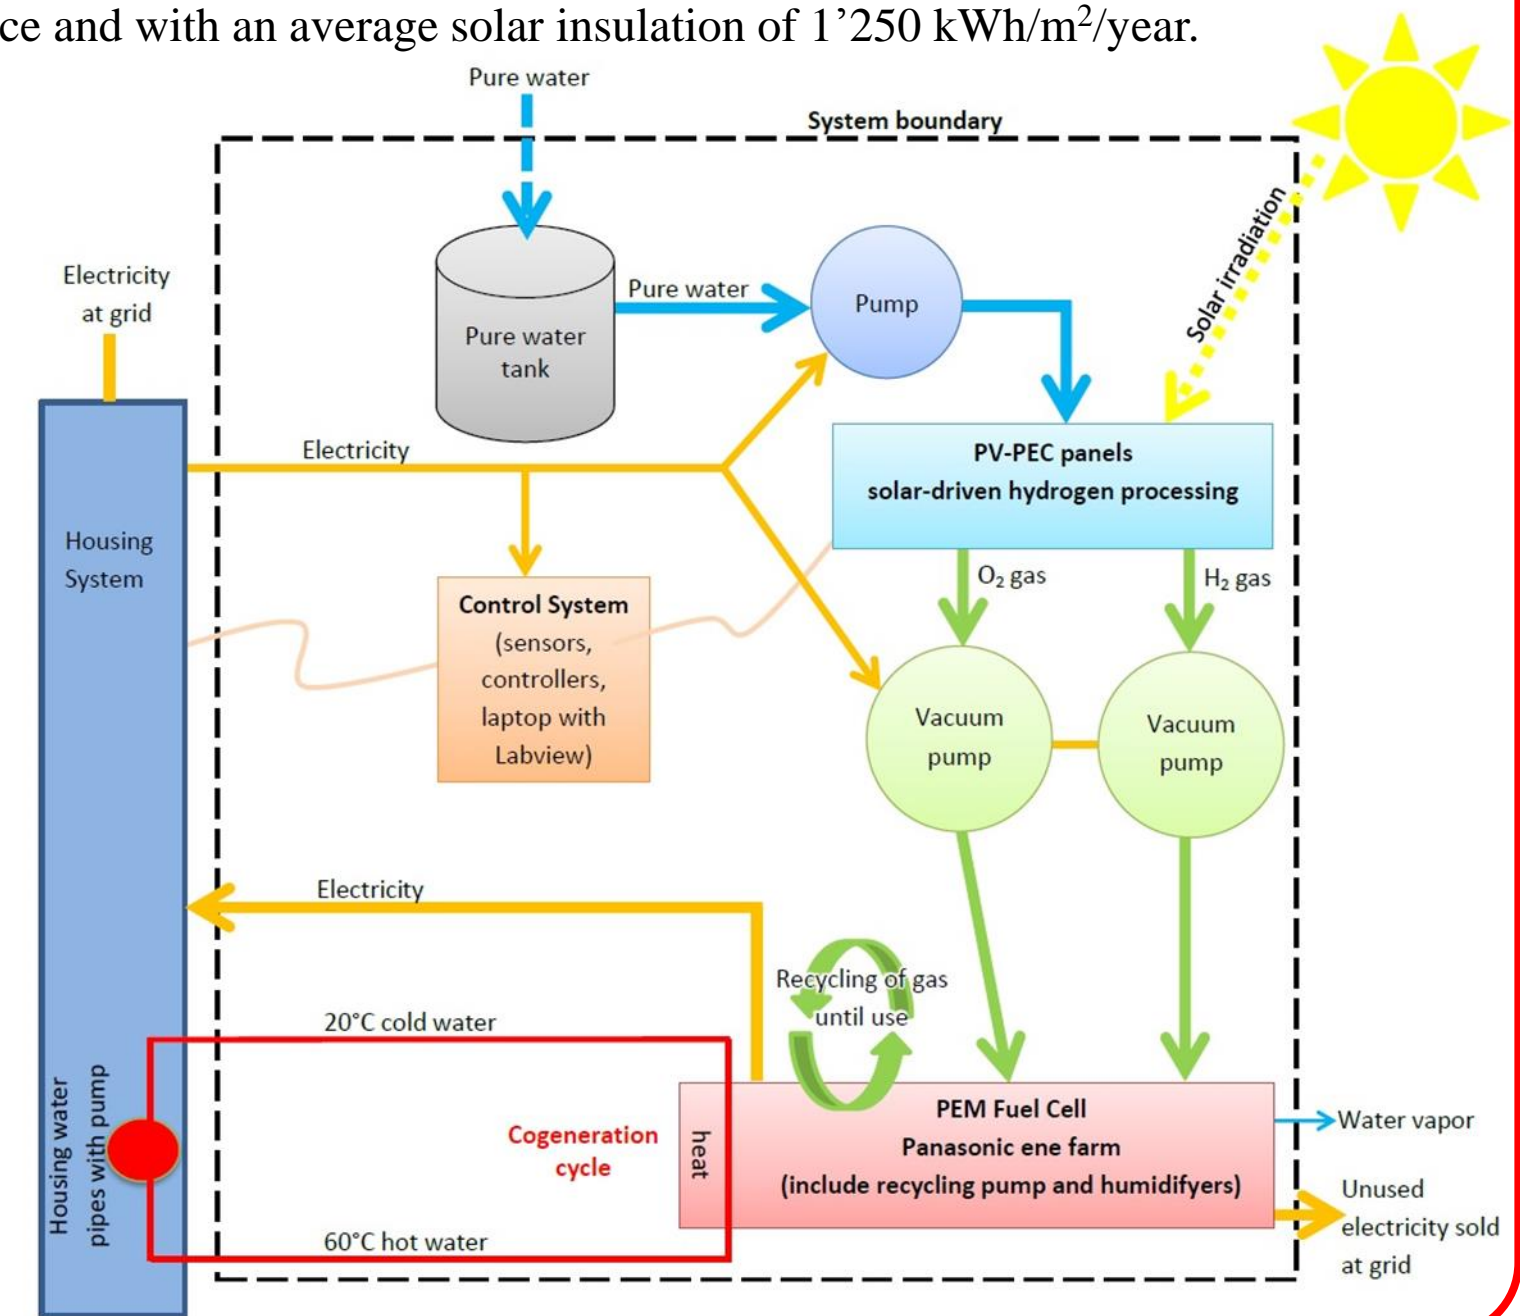 ce and with an average solar insulation of 1’250 kWh/m²/year.
Pure water
System boundary
Solar irradiation
Electricity
at grid
Pure water
tank
Pure water
Pump
Electricity
PV-PEC panels
solar-driven hydrogen processing
Housing
System
O₂ gas
H₂ gas
Control System
(sensors,
controllers,
laptop with
Labview)
Vacuum
pump
Vacuum
pump
Electricity
Recycling of gas
until use
20°C cold water
Housing water
pipes with pump
Cogeneration
cycle
heat
PEM Fuel Cell
Panasonic ene farm
(include recycling pump and humidifyers)
Water vapor
Unused
electricity sold
at grid
60°C hot water